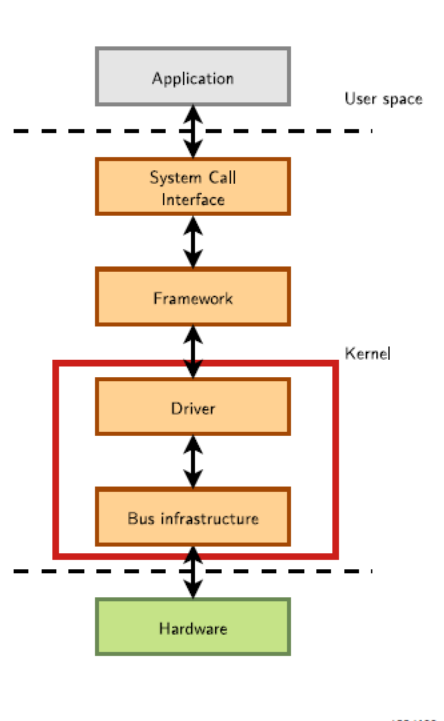 Application
User space
System Call
Interface
Framework
Kernel
Driver
Bus infrastructure
Hardware